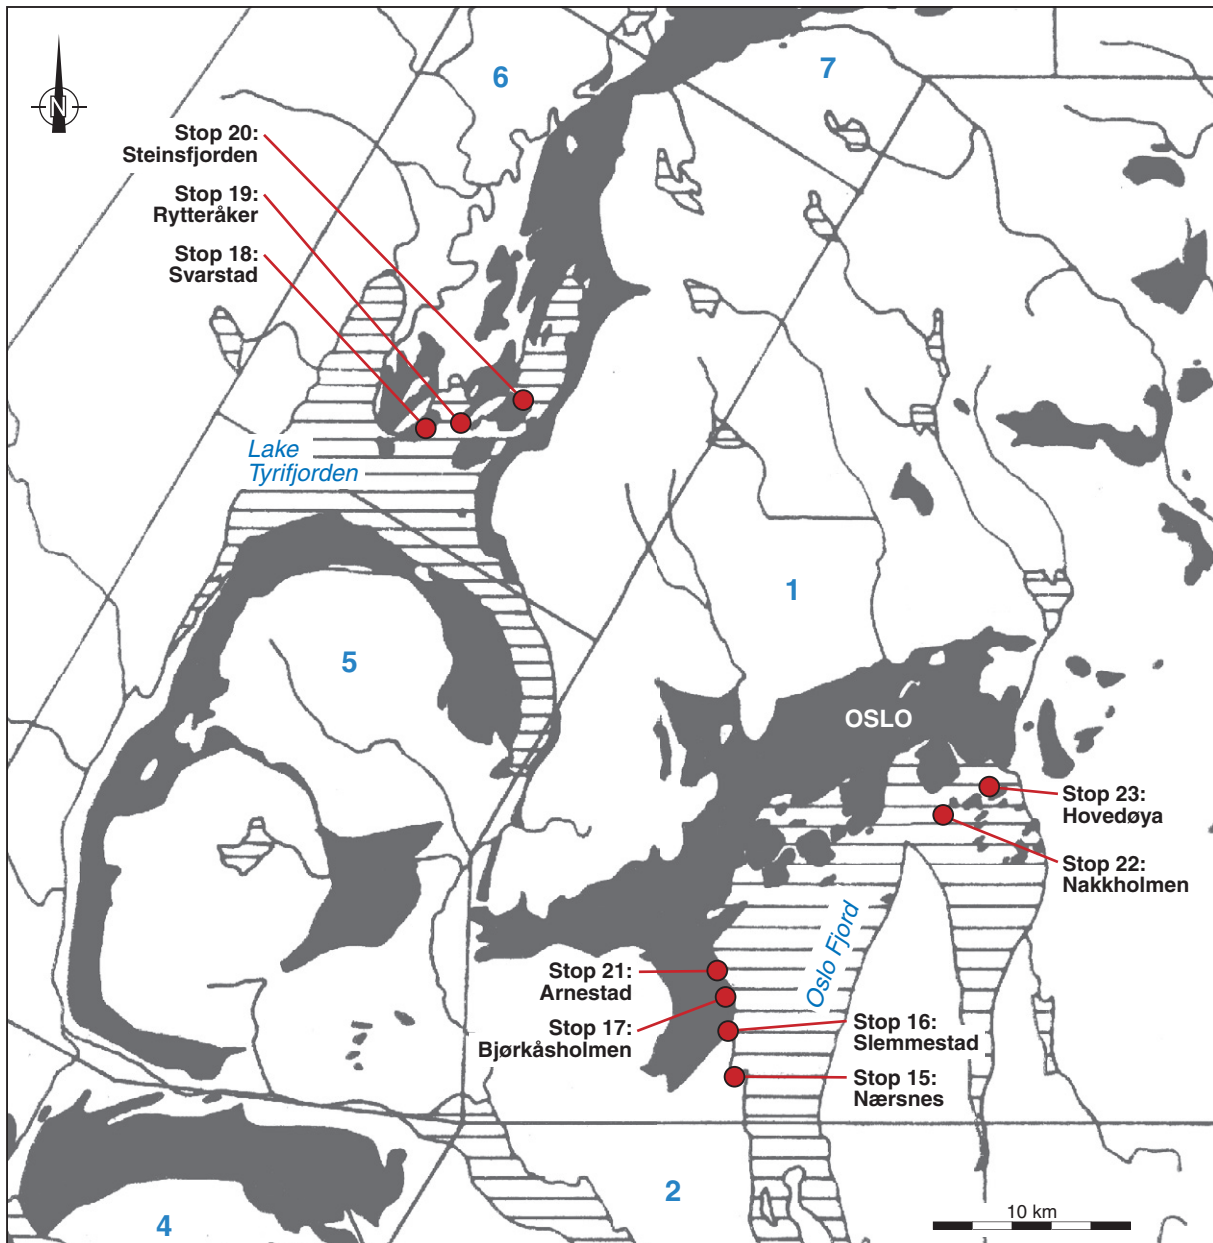 6
7
N
Stop 20:
Steinsfjorden
Stop 19:
Rytteråker
Stop 18:
Svarstad
Lake
Tyrifjorden
1
5
OSLO
Stop 23:
Hovedøya
Stop 22:
Nakkholmen
Oslo Fjord
Stop 21:
Arnestad
Stop 17:
Bjørkåsholmen
Stop 16:
Slemmestad
Stop 15:
Nærsnes
2
4
10 km